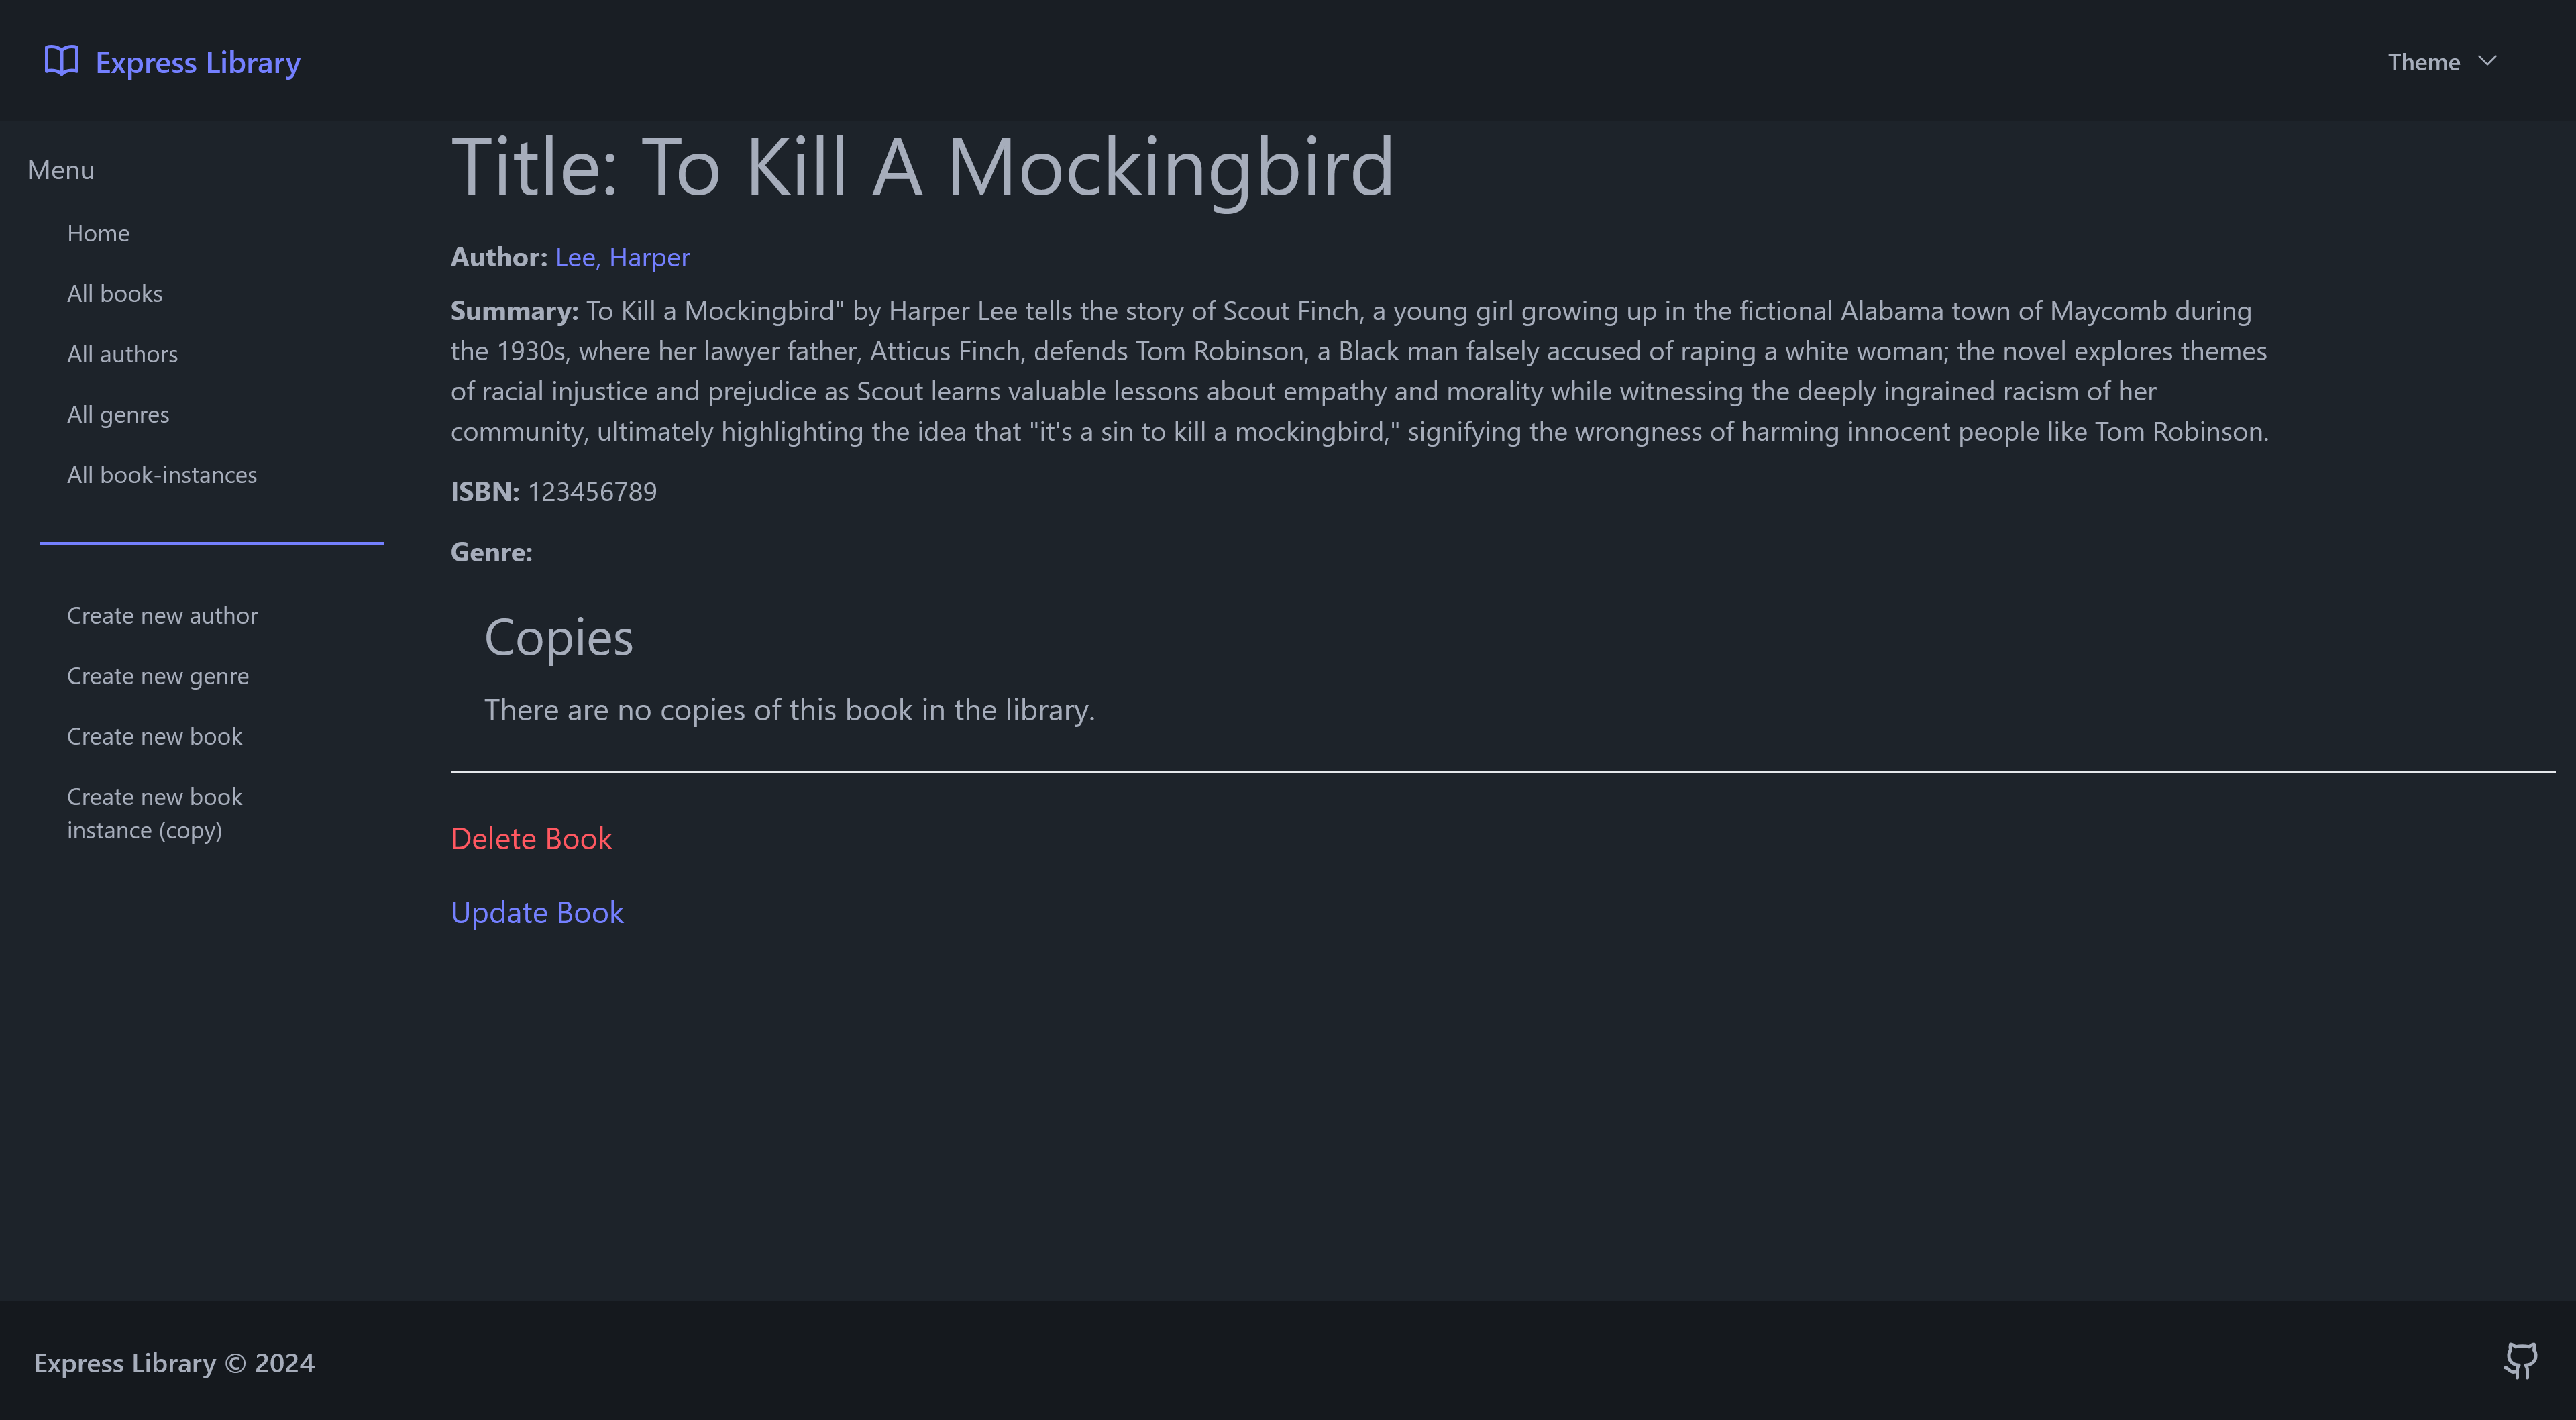 Express Library
Theme
Menu
Home
All books
All authors
All genres
All book-instances
Create new author
Create new genre
Create new book
Create new book
instance (copy)
Title: To Kill A Mockingbird
Author: Lee, Harper
Summary: To Kill a Mockingbird" by Harper Lee tells the story of Scout Finch, a young girl growing up in the fictional Alabama town of Maycomb during
the 1930s, where her lawyer father, Atticus Finch, defends Tom Robinson, a Black man falsely accused of raping a white woman; the novel explores themes
of racial injustice and prejudice as Scout learns valuable lessons about empathy and morality while witnessing the deeply ingrained racism of her
community, ultimately highlighting the idea that "it's a sin to kill a mockingbird," signifying the wrongness of harming innocent people like Tom Robinson.
ISBN: 123456789
Genre:
Copies
There are no copies of this book in the library.
Delete Book
Update Book
Express Library © 2024